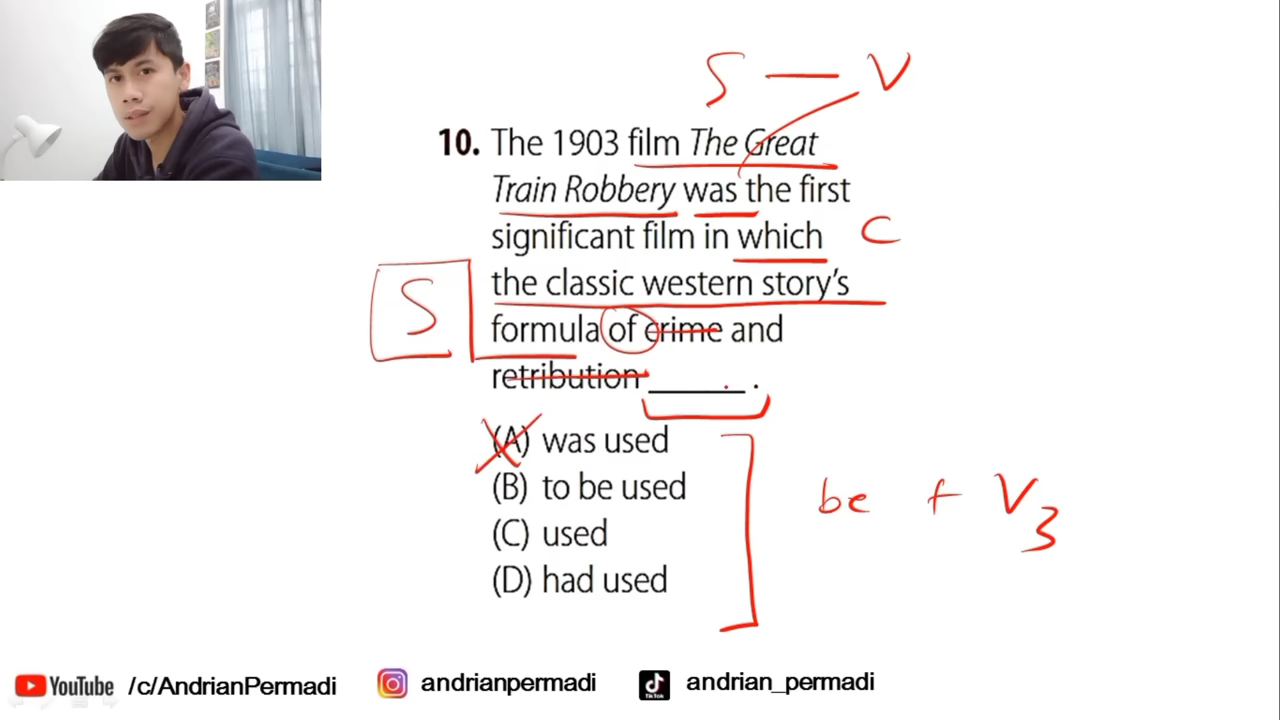 S — V
10. The 1903 film The Great
Train Robbery was the first
significant film in which C
the classic western story's
S formula of crime and
retribution ______ .
(A) was used
(B) to be used
(C) used
(D) had used
be + V3
YouTube /c/AndrianPermadi andrianpermadi andrian_permadi